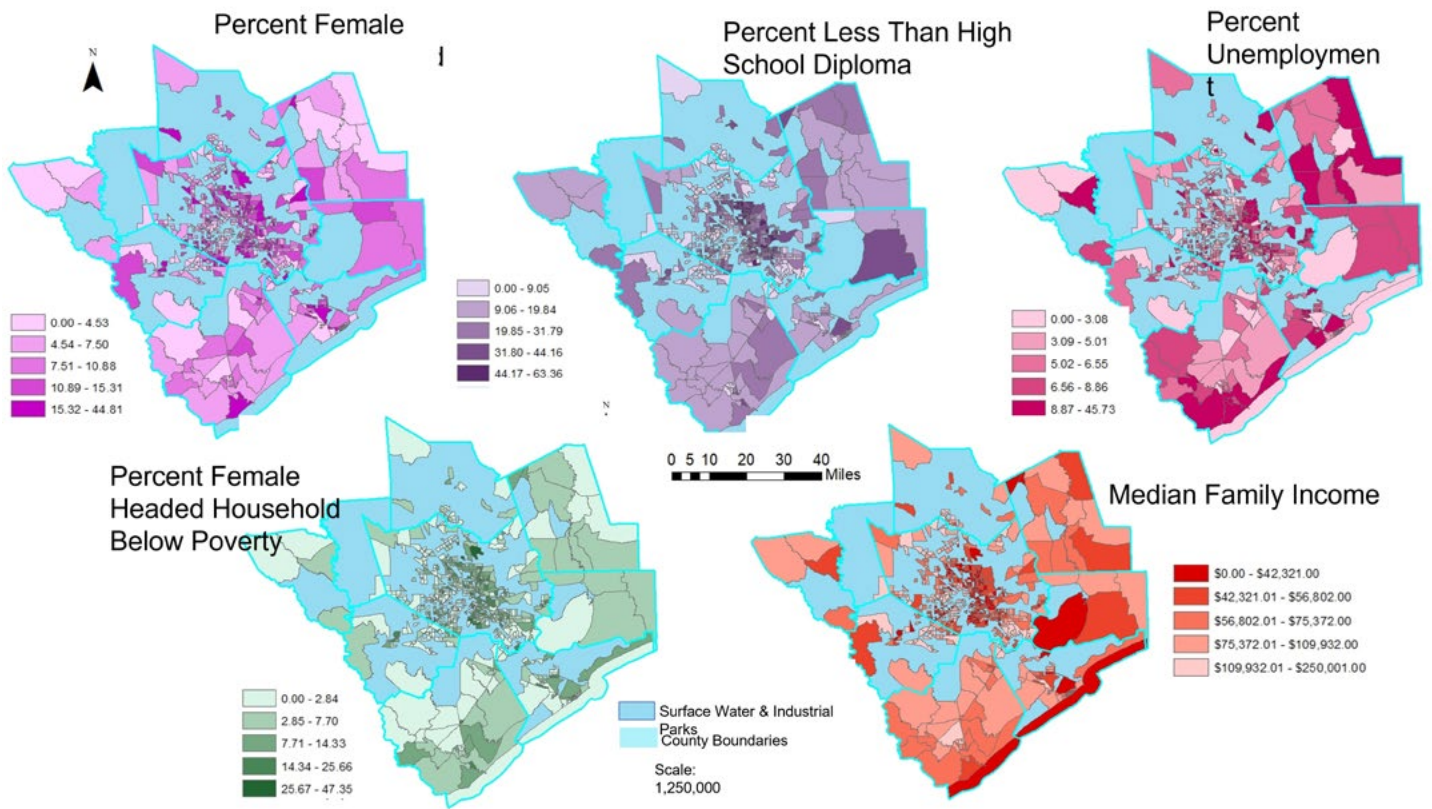 Percent Female
N
Percent Less Than High
School Diploma
Percent
Unemploymen
t
0.00 - 4.53
4.54 - 7.50
7.51 - 10.88
10.89 - 15.31
15.32 - 44.81
0.00 - 9.05
9.06 - 19.84
19.85 - 31.79
31.80 - 44.16
44.17 - 63.36
0.00 - 3.08
3.09 - 5.01
5.02 - 6.55
6.56 - 8.86
8.87 - 45.73
N
0 5 10 20 30 40
Miles
Percent Female
Headed Household
Below Poverty
Median Family Income
0.00 - 2.84
2.85 - 7.70
7.71 - 14.33
14.34 - 25.66
25.67 - 47.35
Surface Water & Industrial
Parks
County Boundaries
Scale:
1,250,000
$0.00 - $42,321.00
$42,321.01 - $56,802.00
$56,802.01 - $75,372.00
$75,372.01 - $109,932.00
$109,932.01 - $250,001.00